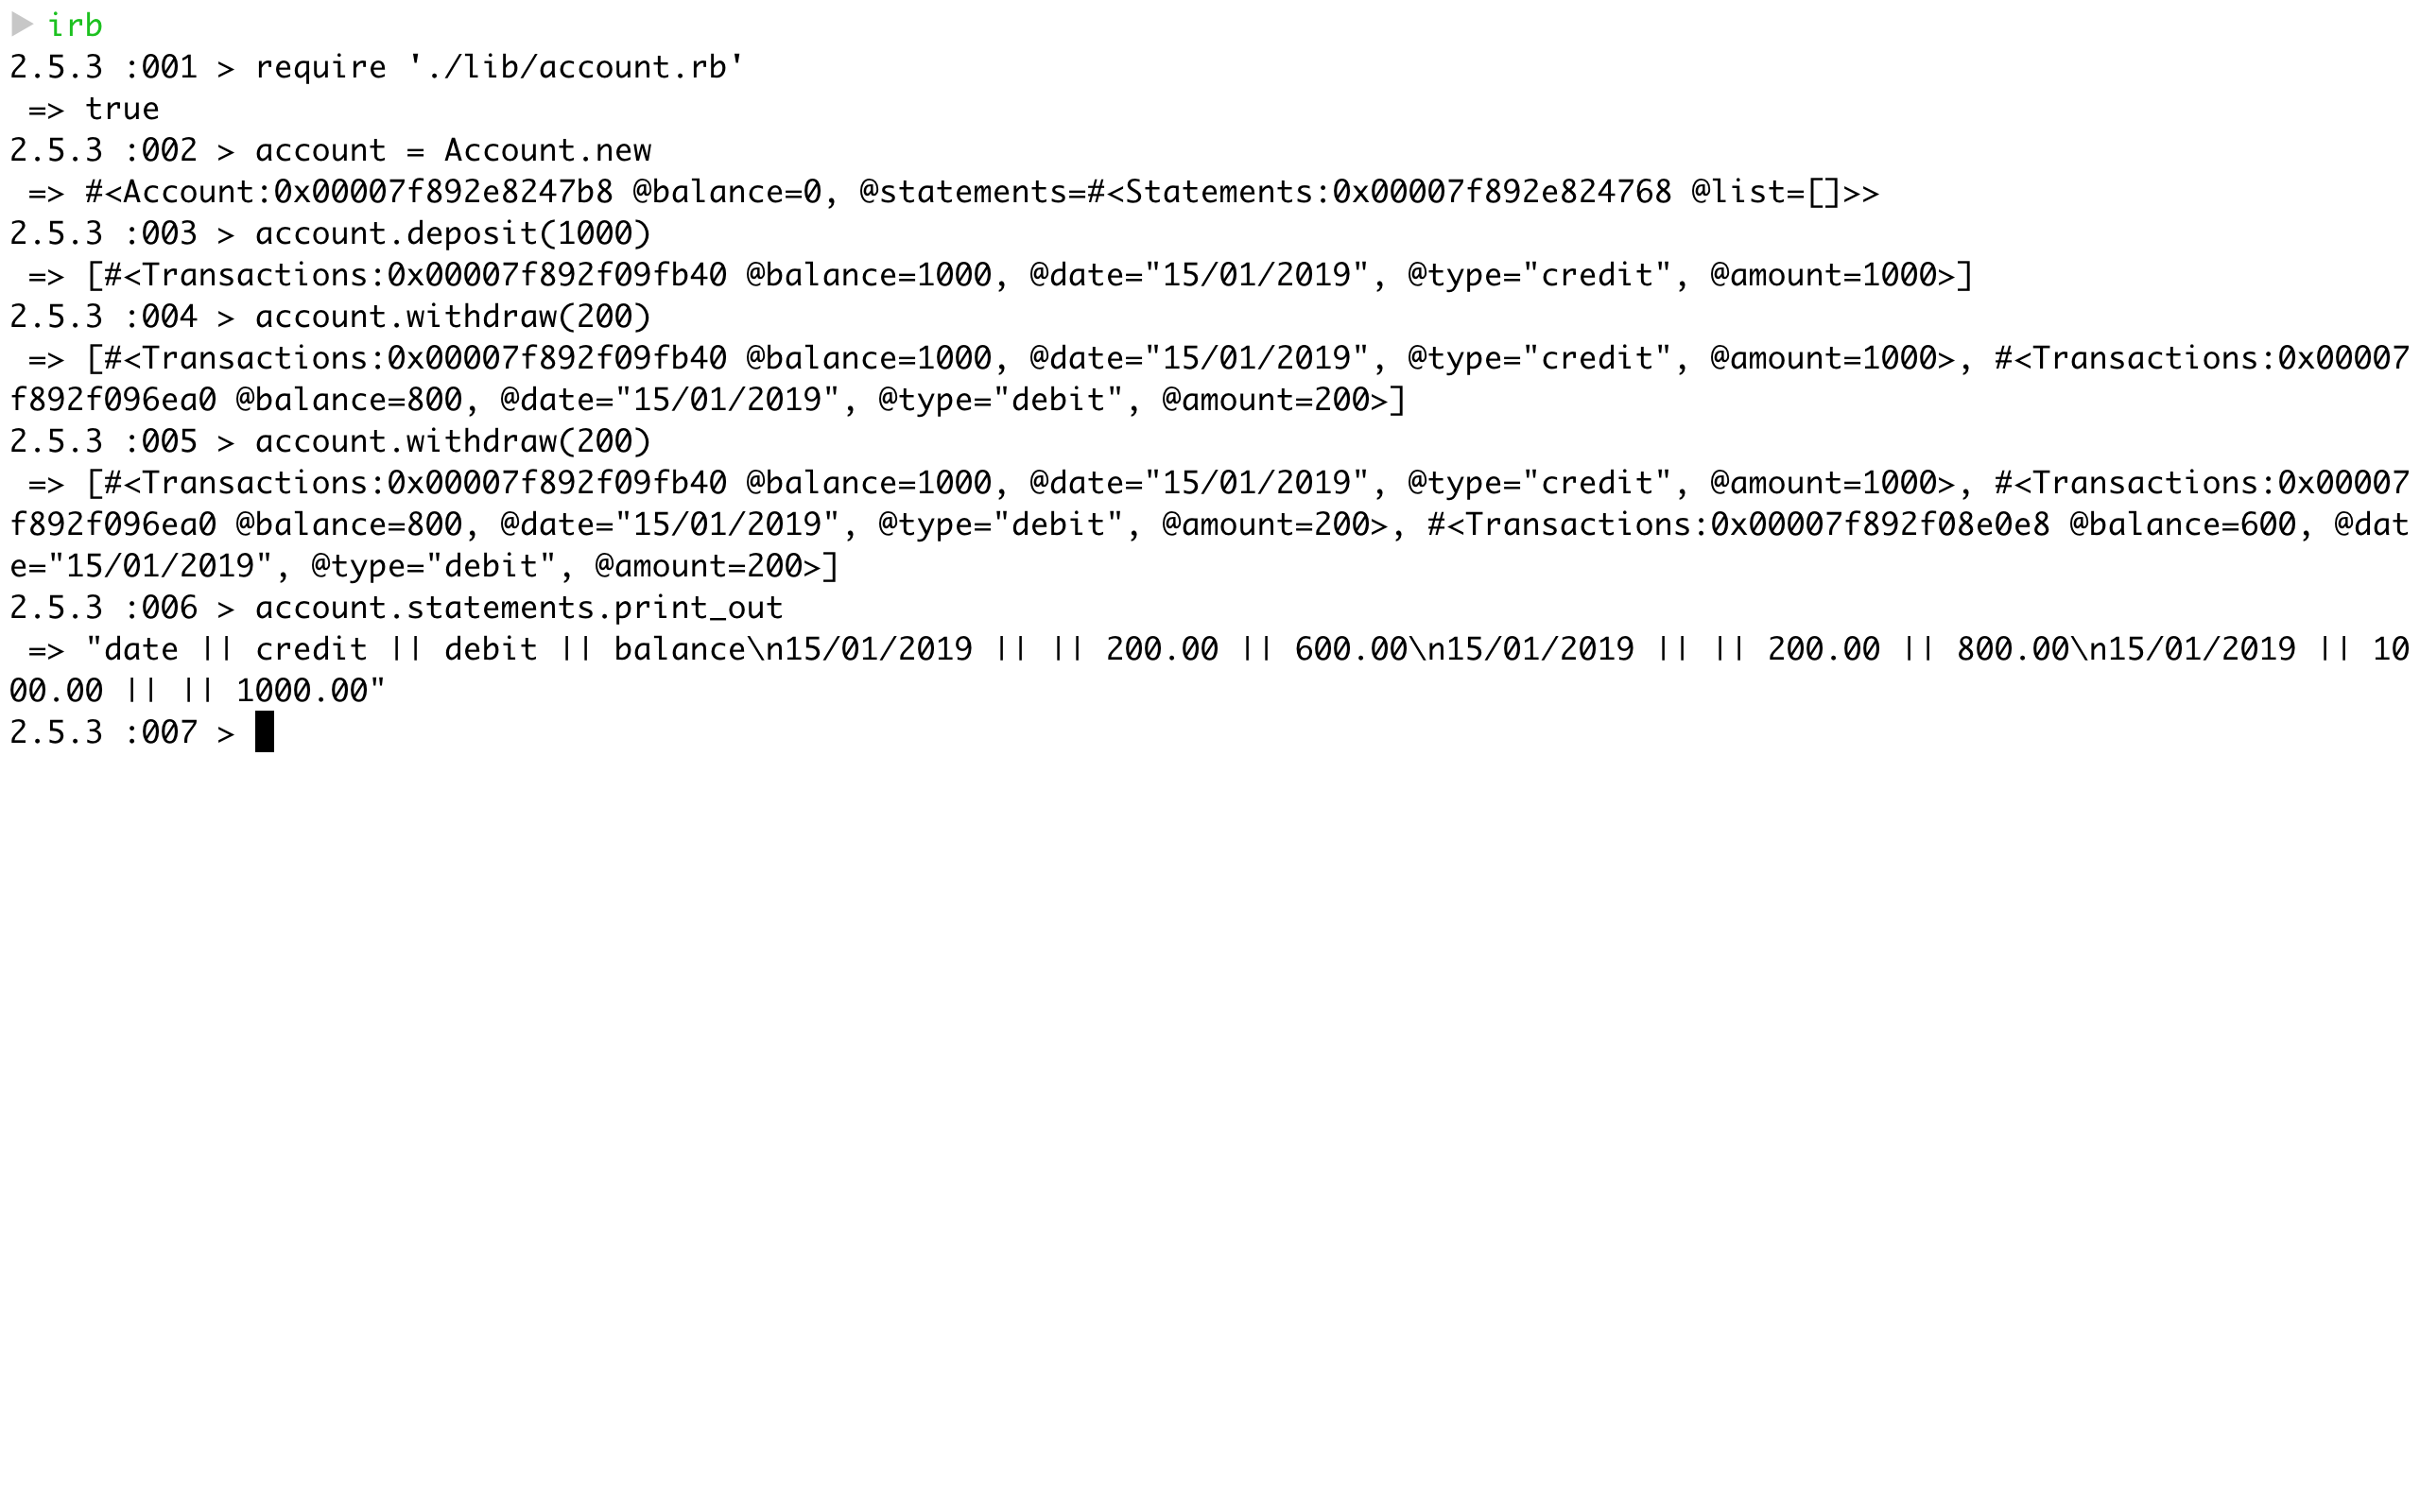 ▶ irb
2.5.3 :001 > require './lib/account.rb'
 => true
2.5.3 :002 > account = Account.new
 => #<Account:0x00007f892e8247b8 @balance=0, @statements=#<Statements:0x00007f892e824768 @list=[]>>
2.5.3 :003 > account.deposit(1000)
 => [#<Transactions:0x00007f892f09fb40 @balance=1000, @date="15/01/2019", @type="credit", @amount=1000>]
2.5.3 :004 > account.withdraw(200)
 => [#<Transactions:0x00007f892f09fb40 @balance=1000, @date="15/01/2019", @type="credit", @amount=1000>, #<Transactions:0x00007
f892f096ea0 @balance=800, @date="15/01/2019", @type="debit", @amount=200>]
2.5.3 :005 > account.withdraw(200)
 => [#<Transactions:0x00007f892f09fb40 @balance=1000, @date="15/01/2019", @type="credit", @amount=1000>, #<Transactions:0x00007
f892f096ea0 @balance=800, @date="15/01/2019", @type="debit", @amount=200>, #<Transactions:0x00007f892f08e0e8 @balance=600, @dat
e="15/01/2019", @type="debit", @amount=200>]
2.5.3 :006 > account.statements.print_out
 => "date || credit || debit || balance\n15/01/2019 || || 200.00 || 600.00\n15/01/2019 || || 200.00 || 800.00\n15/01/2019 || 10
00.00 || || 1000.00"
2.5.3 :007 >